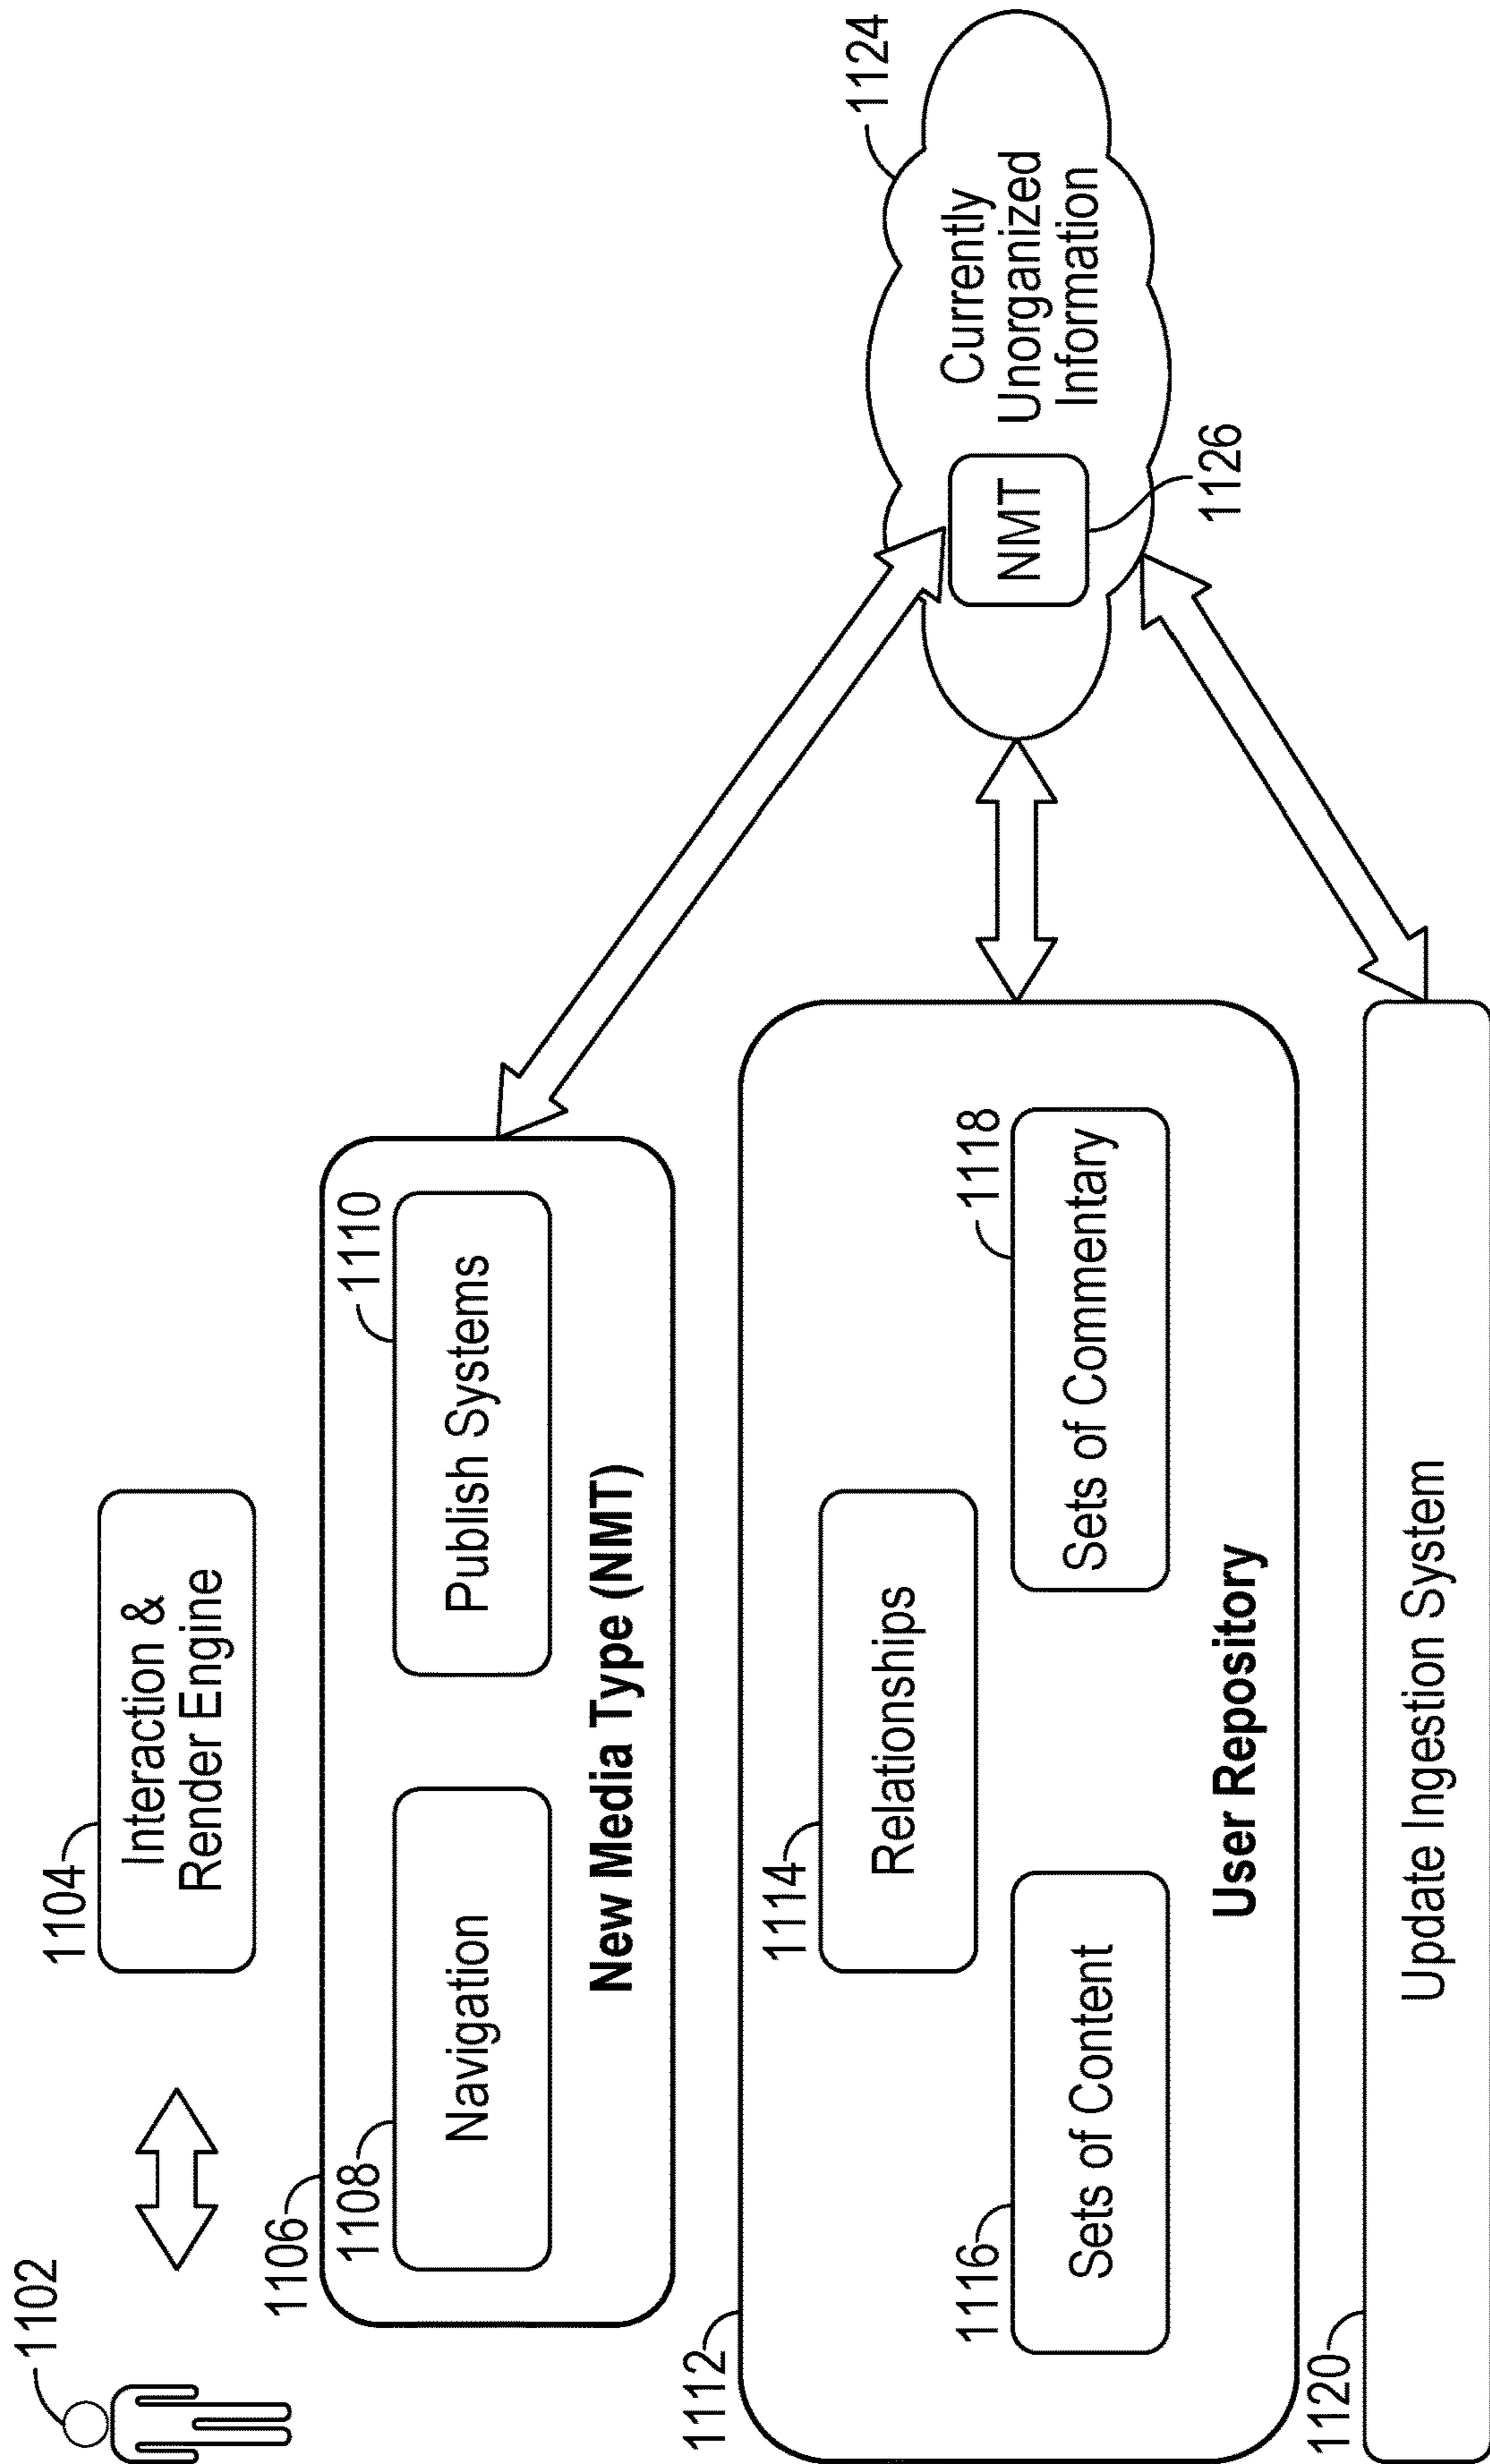 1102
1104
Interaction &
Render Engine
1106
1108
Navigation
1110
Publish Systems
New Media Type (NMT)
1112
1114
Relationships
1116
Sets of Content
1118
Sets of Commentary
User Repository
1120
Update Ingestion System
1124
Currently
Unorganized
Information
NMT
1126